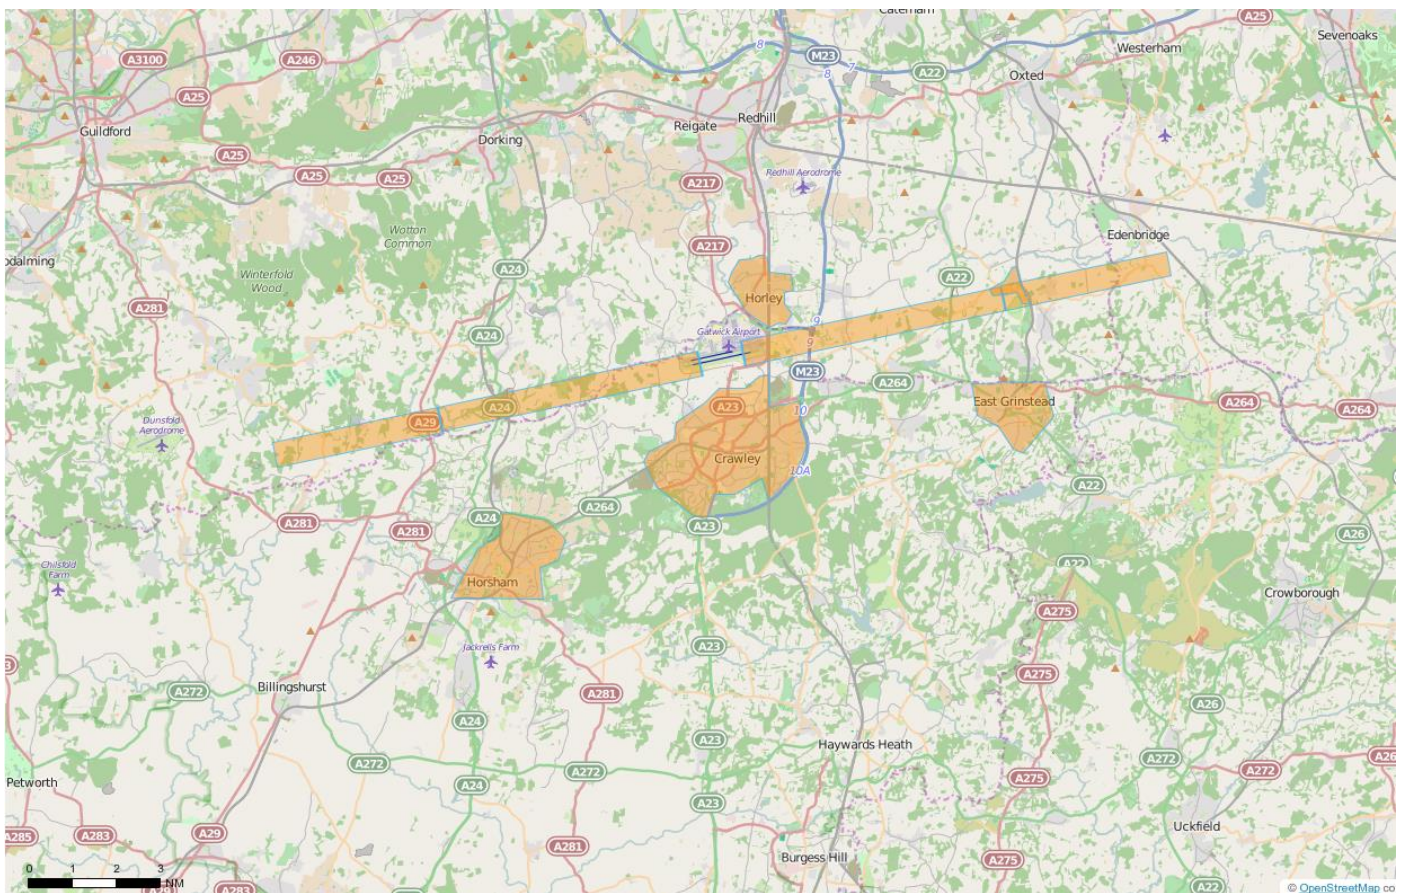 Caterham
A25
Sevenoaks
A3100
A246
8
M23
7
8
A22
Westerham
Oxted
A25
Guildford
Reigate
Redhill
Dorking
A25
A25
A25
A217
Redhill Aerodrome
Wotton
Common
A217
Edenbridge
odalming
Winterfold
Wood
A24
A22
A281
Horley
A24
Gatwick Airport
9
9
M23
A264
A24
A23
10
East Grinstead
A264
A264
Dunsfold
Aerodrome
A29
Crawley
10A
A22
A281
A24
A264
A23
A281
A26
Chilsfold
Farm
Horsham
A22
Crowborough
A275
Jackrells Farm
A23
A275
A272
Billingshurst
A281
A24
A26
A23
Haywards Heath
A272
A272
A272
A272
Petworth
A24
A275
A23
A285
A283
A29
Uckfield
A281
Burgess Hill
A275
0 1 2 3
NM
A283
© OpenStreetMap co